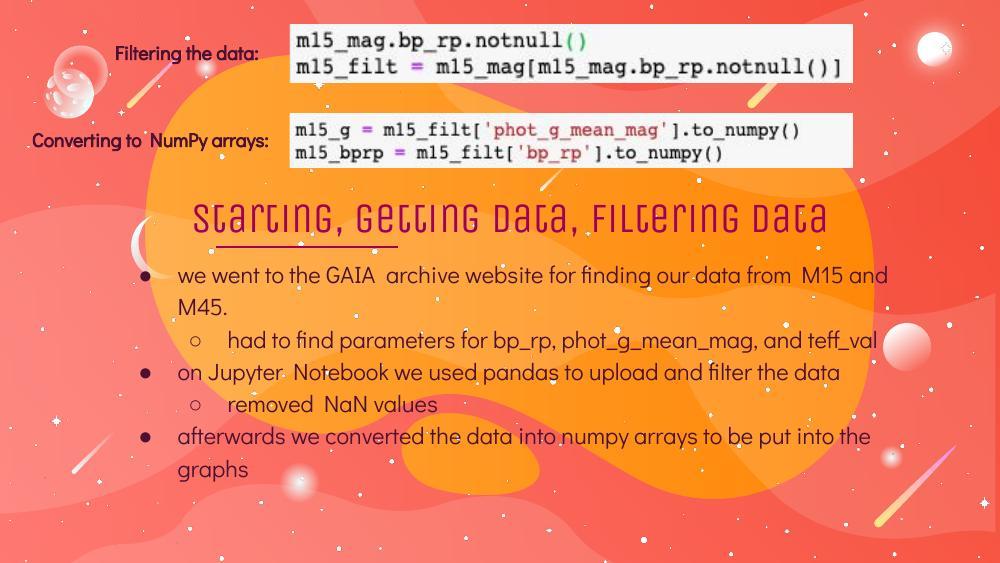 Filtering the data:
m15_mag.bp_rp.notnull()
m15_filt = m15_mag[m15_mag.bp_rp.notnull()]
Converting to NumPy arrays:
m15_g = m15_filt['phot_g_mean_mag'].to_numpy()
m15_bprp = m15_filt['bp_rp'].to_numpy()
Starting, Getting Data, Filtering Data
● we went to the GAIA archive website for finding our data from M15 and
M45.
○ had to find parameters for bp_rp, phot_g_mean_mag, and teff_val
● on Jupyter Notebook we used pandas to upload and filter the data
○ removed NaN values
● afterwards we converted the data into numpy arrays to be put into the
graphs